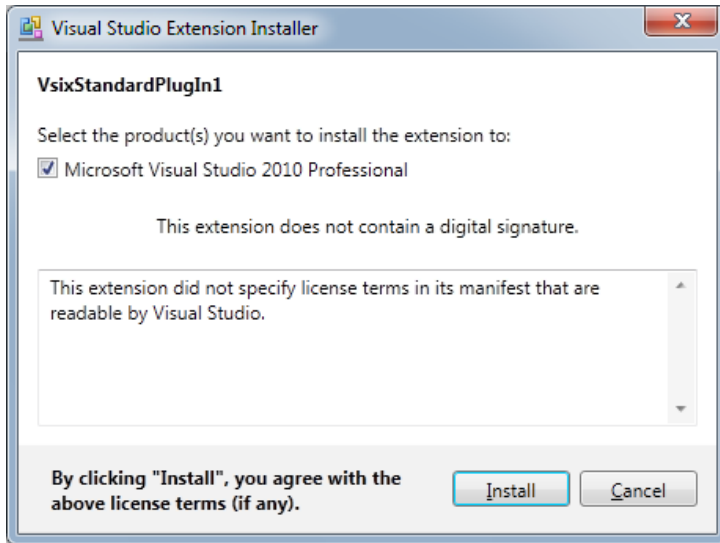 Visual Studio Extension Installer
VsixStandardPlugIn1
Select the product(s) you want to install the extension to:
Microsoft Visual Studio 2010 Professional
This extension does not contain a digital signature.
This extension did not specify license terms in its manifest that are
readable by Visual Studio.
By clicking "Install", you agree with the
above license terms (if any).
Install
Cancel